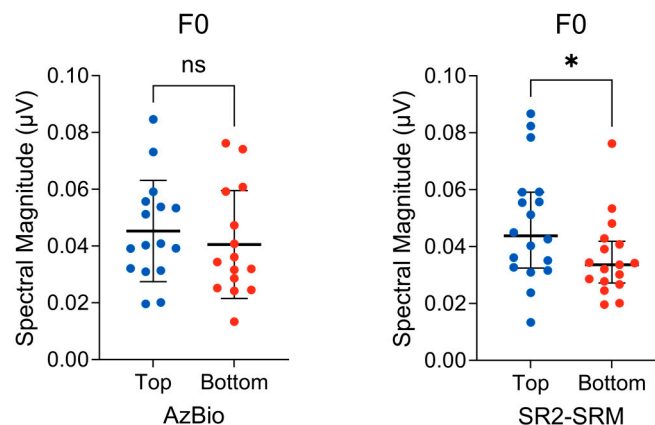 F0
ns
Spectral Magnitude (μV)
0.10
0.08
0.06
0.04
0.02
0.00
Top Bottom
AzBio
F0
*
Spectral Magnitude (μV)
0.10
0.08
0.06
0.04
0.02
0.00
Top Bottom
SR2-SRM